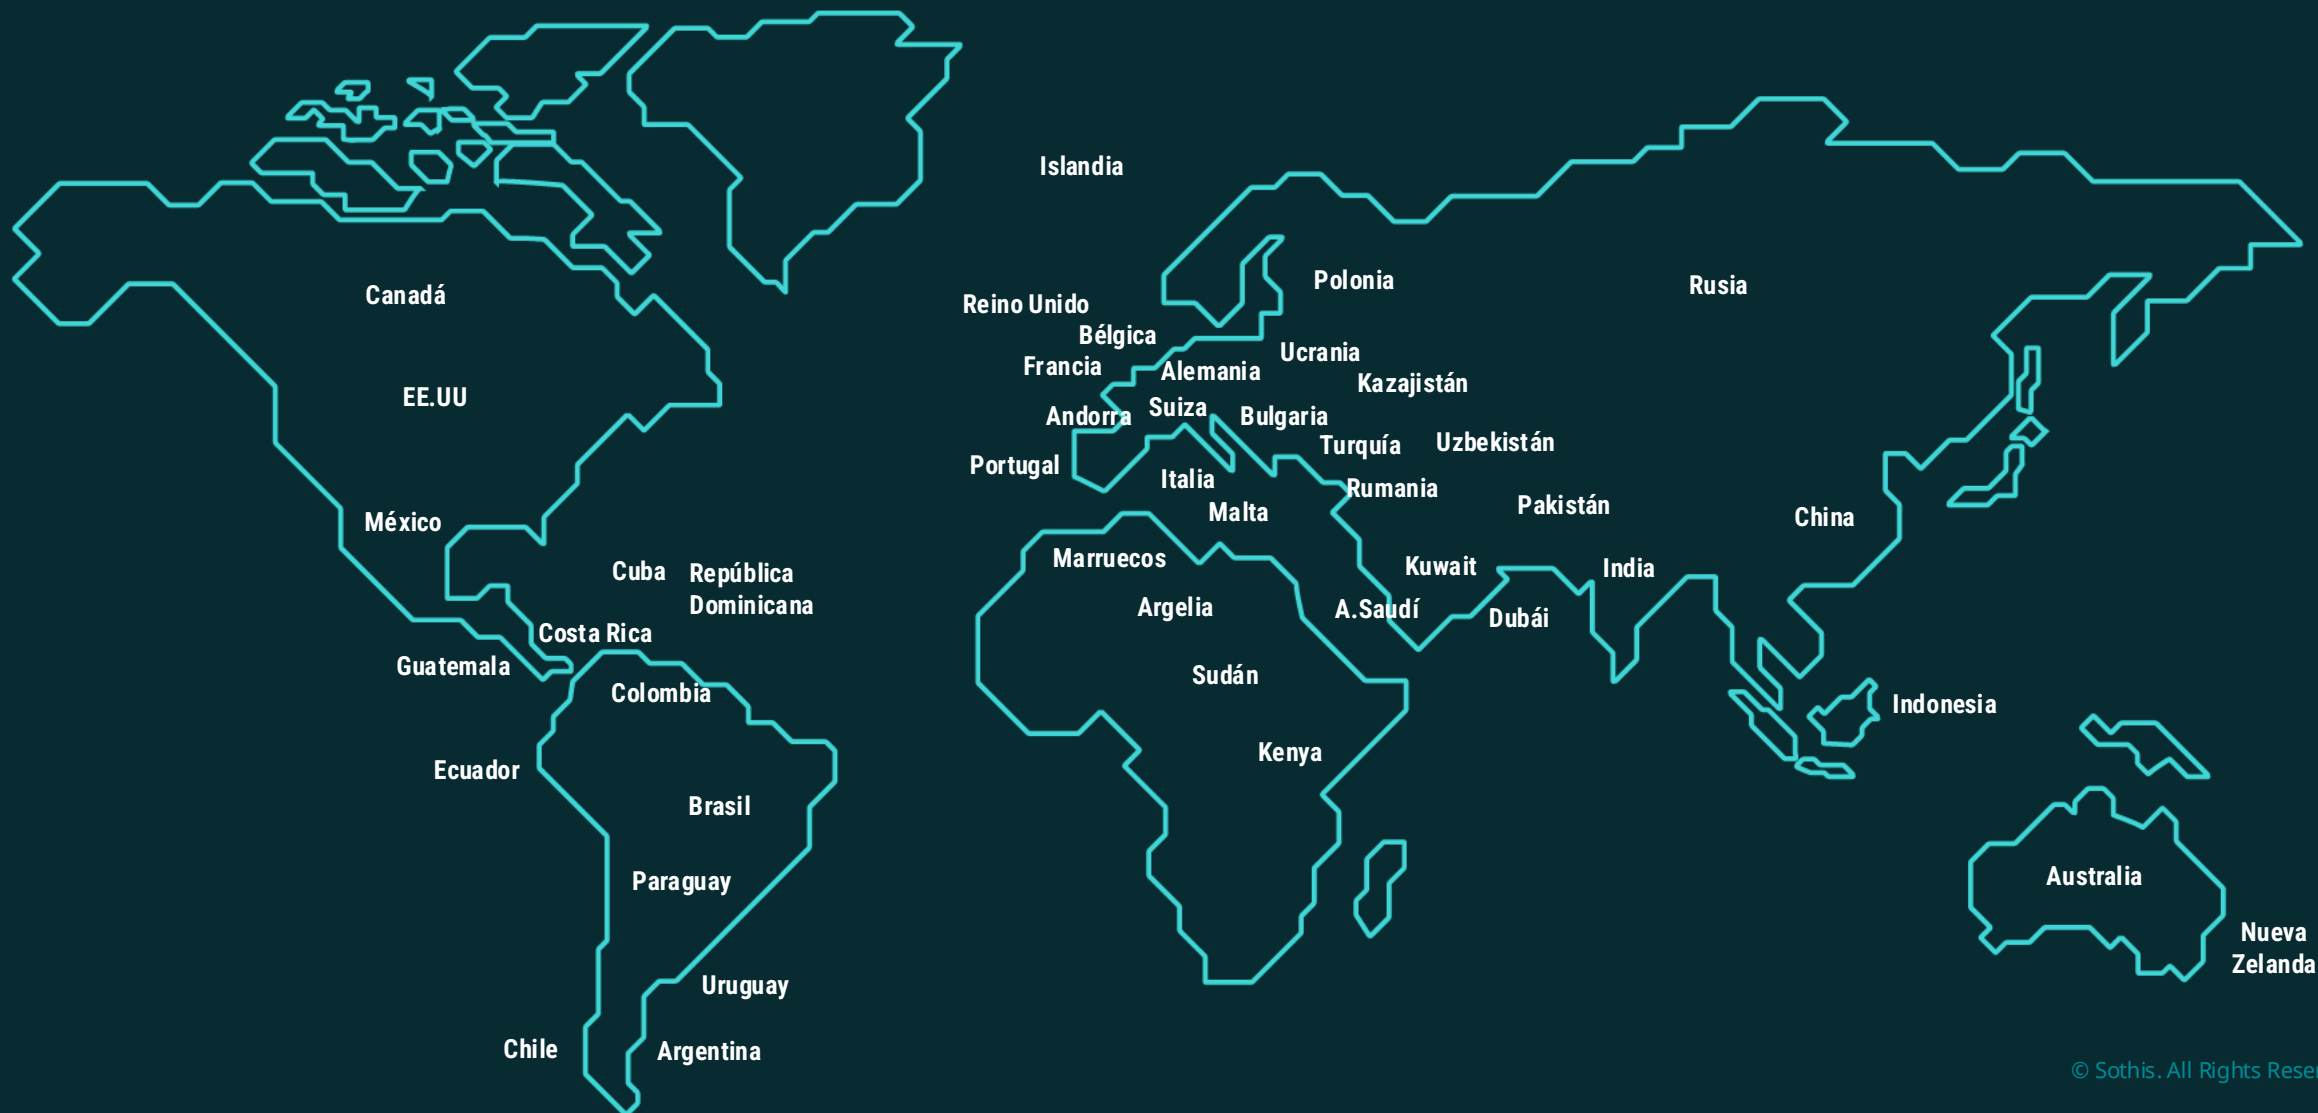 Islandia
Canadá
Polonia
Rusia
Reino Unido
Bélgica
Ucrania
Francia
Alemania
Kazajistán
EE.UU
Andorra
Suiza
Bulgaria
Turquía
Uzbekistán
Portugal
Italia
Rumania
México
Malta
Pakistán
China
Marruecos
Kuwait
India
Cuba
República
Dominicana
Argelia
A.Saudí
Dubái
Costa Rica
Guatemala
Sudán
Colombia
Indonesia
Kenya
Ecuador
Brasil
Paraguay
Australia
Nueva
Zelanda
Uruguay
Chile
Argentina
© Sothis. All Rights Reser